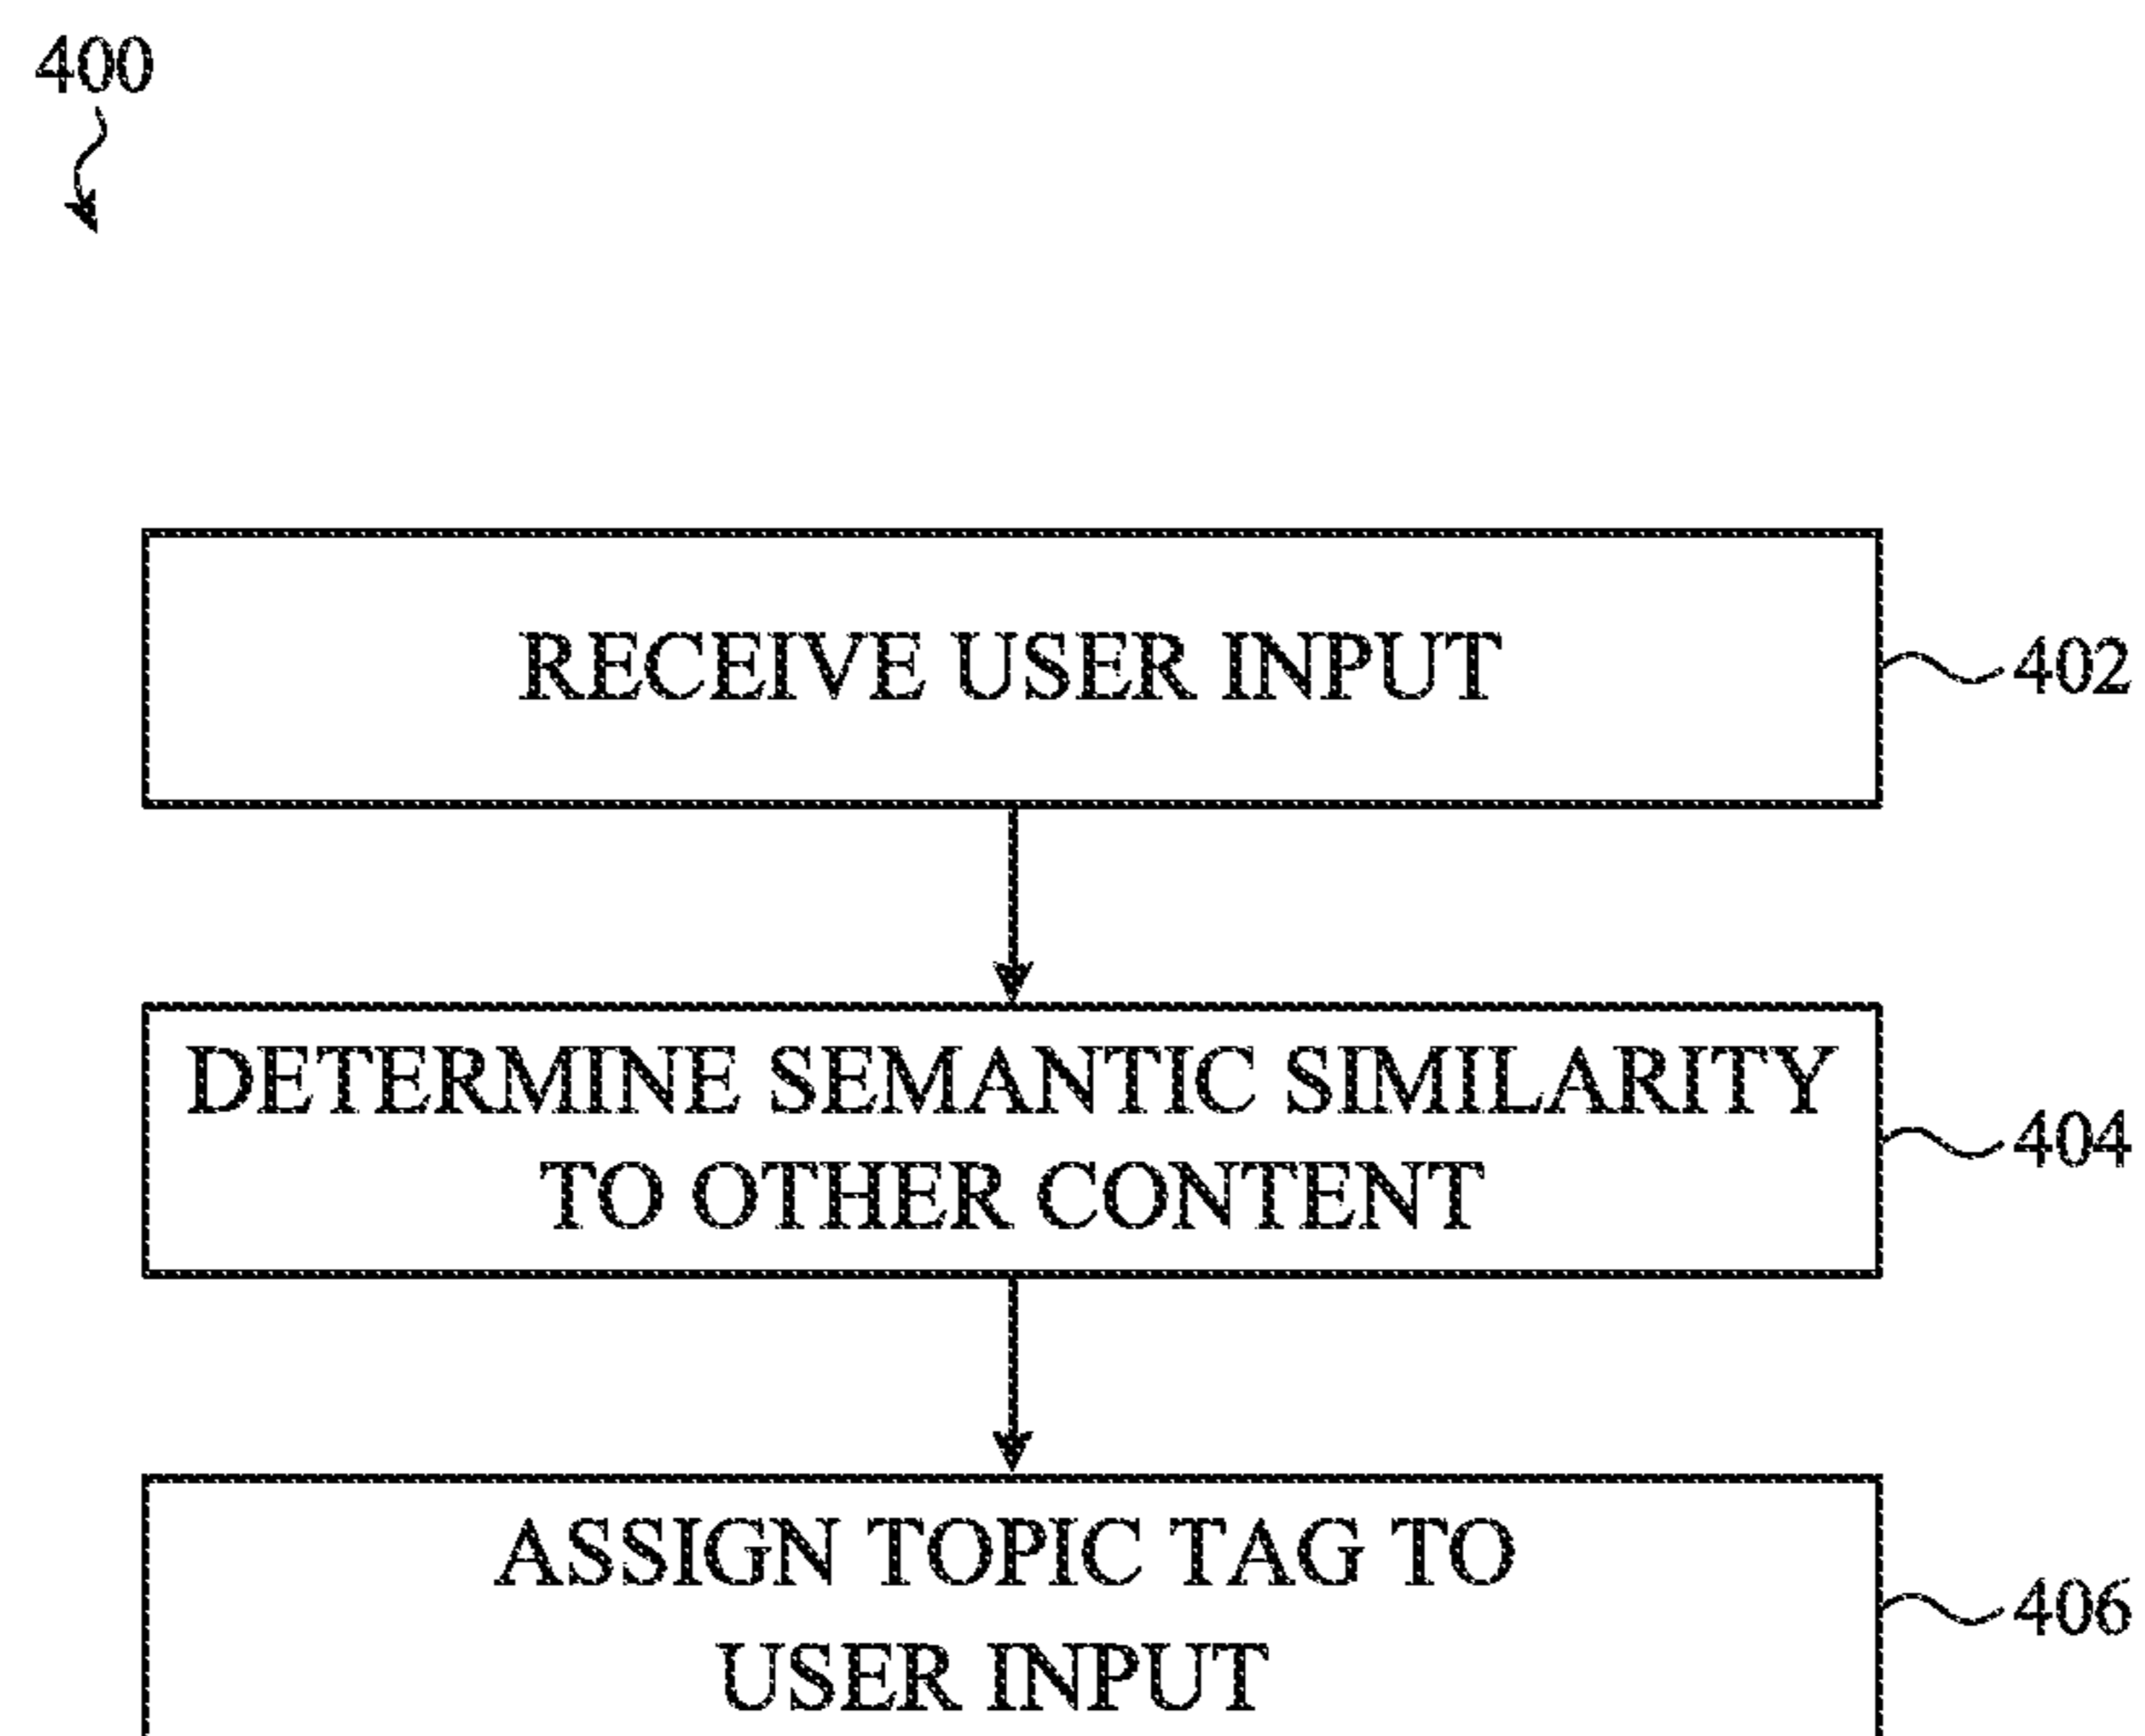 400
RECEIVE USER INPUT
402
DETERMINE SEMANTIC SIMILARITY
TO OTHER CONTENT
404
ASSIGN TOPIC TAG TO
USER INPUT
406